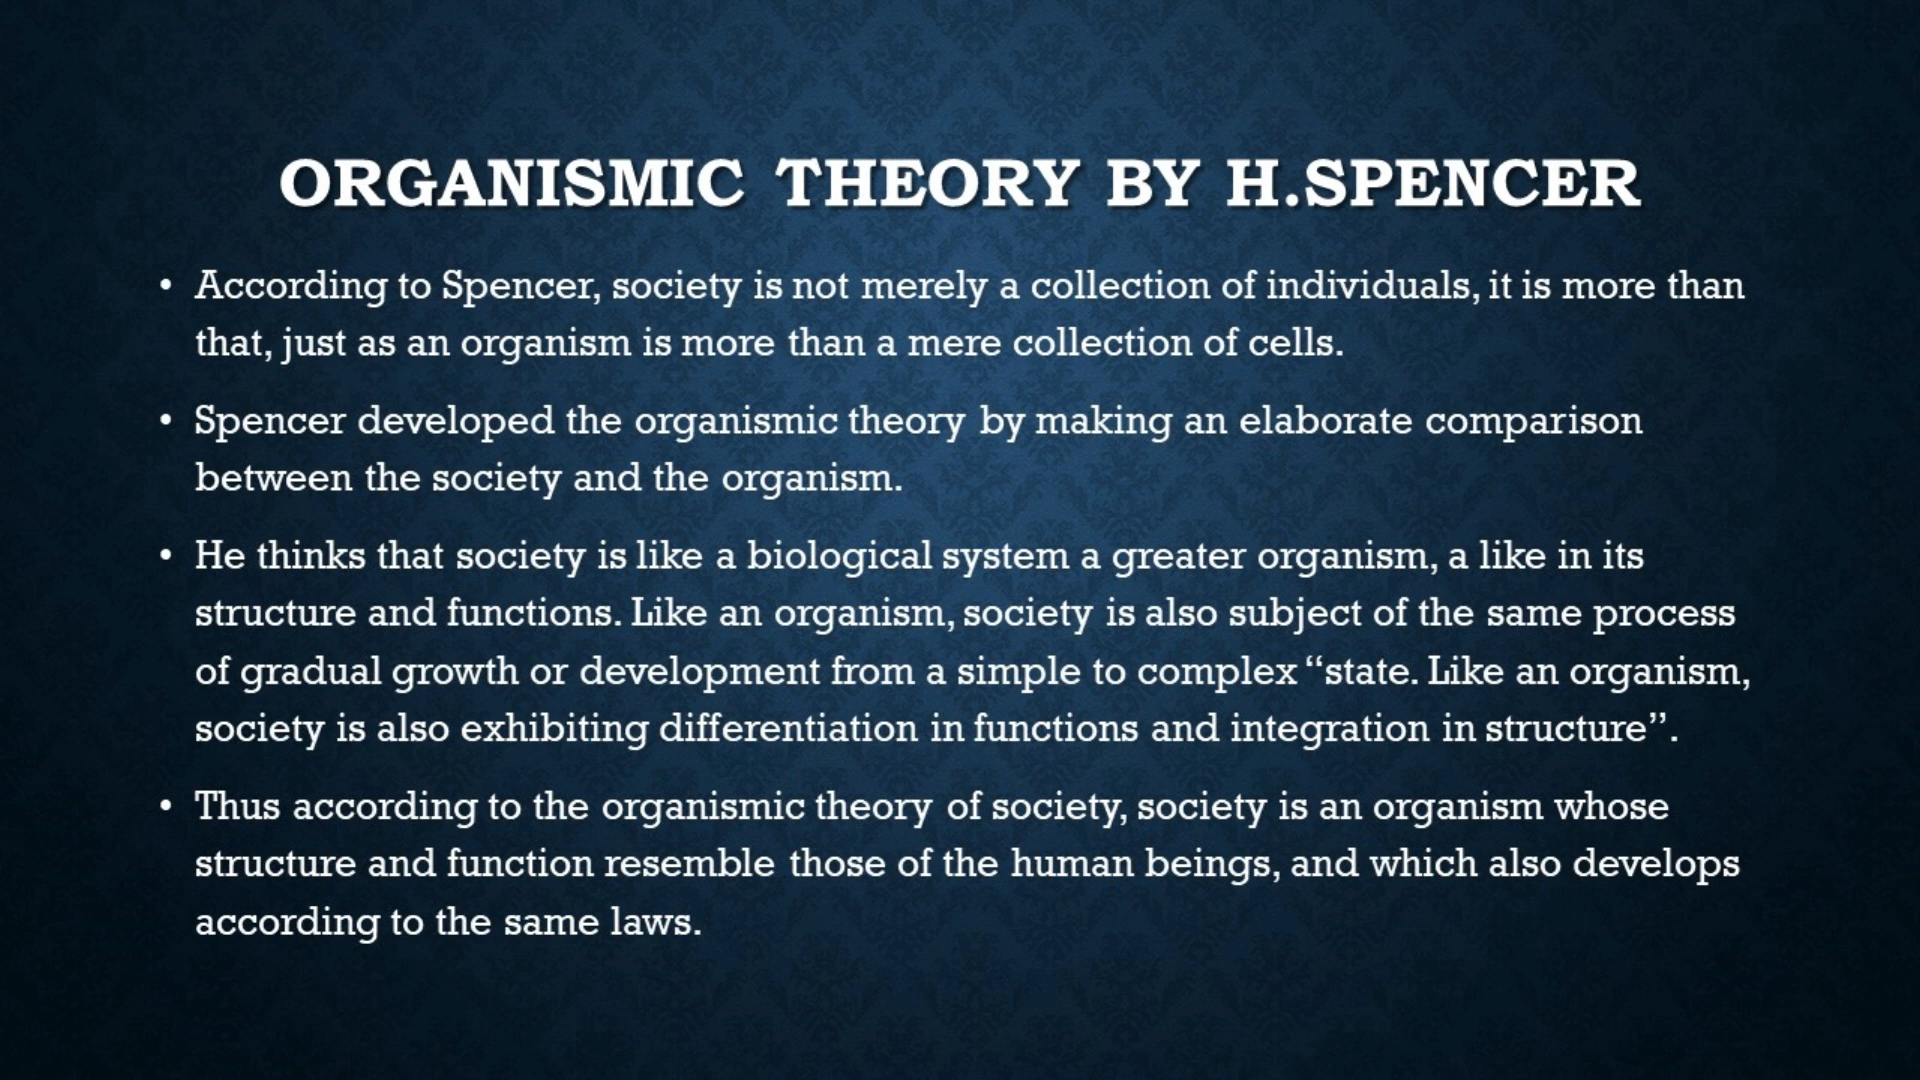 ORGANISMIC THEORY BY H.SPENCER
• According to Spencer, society is not merely a collection of individuals, it is more than
that, just as an organism is more than a mere collection of cells.
• Spencer developed the organismic theory by making an elaborate comparison
between the society and the organism.
• He thinks that society is like a biological system a greater organism, a like in its
structure and functions. Like an organism, society is also subject of the same process
of gradual growth or development from a simple to complex “state. Like an organism,
society is also exhibiting differentiation in functions and integration in structure”.
• Thus according to the organismic theory of society, society is an organism whose
structure and function resemble those of the human beings, and which also develops
according to the same laws.